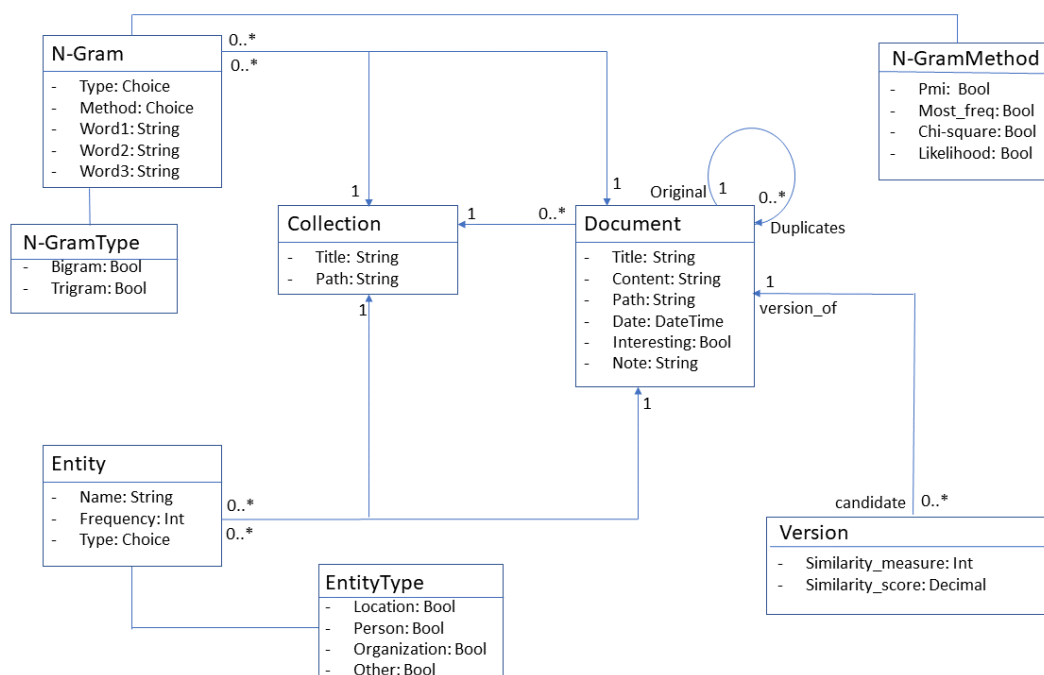 N-Gram
- Type: Choice
- Method: Choice
- Word1: String
- Word2: String
- Word3: String
0..*
0..*
N-GramMethod
- Pmi: Bool
- Most_freq: Bool
- Chi-square: Bool
- Likelihood: Bool
N-GramType
- Bigram: Bool
- Trigram: Bool
1
Collection
- Title: String
- Path: String
1
1
0..*
1
Document
- Title: String
- Content: String
- Path: String
- Date: DateTime
- Interesting: Bool
- Note: String
Original
1
0..*
Duplicates
1
version_of
1
Entity
- Name: String
- Frequency: Int
- Type: Choice
0..*
0..*
candidate
0..*
Version
- Similarity_measure: Int
- Similarity_score: Decimal
EntityType
- Location: Bool
- Person: Bool
- Organization: Bool
- Other: Bool